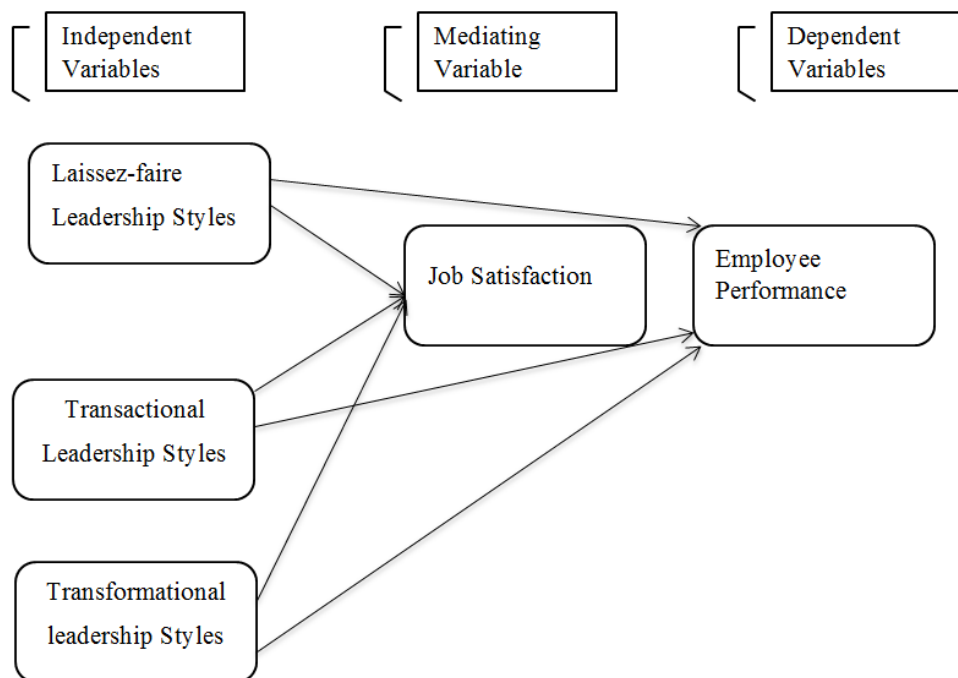 Independent
Variables
Mediating
Variable
Dependent
Variables
Laissez-faire
Leadership Styles
Job Satisfaction
Employee
Performance
Transactional
Leadership Styles
Transformational
leadership Styles